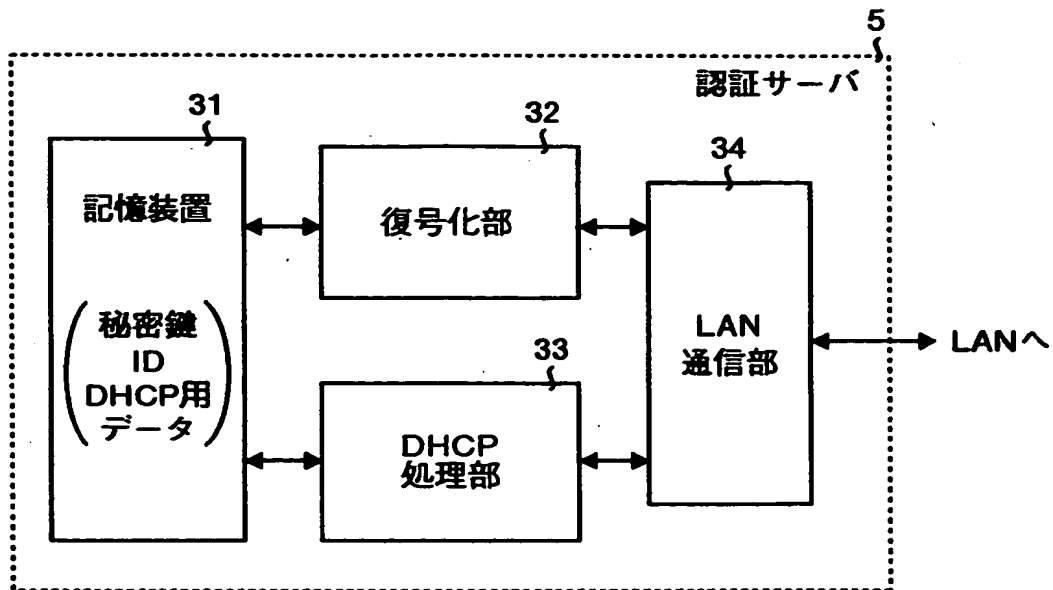 5
認証サーバ
31
記憶装置
秘密鍵
ID
DHCP用
データ
32
復号化部
33
DHCP
処理部
34
LAN
通信部
LANへ